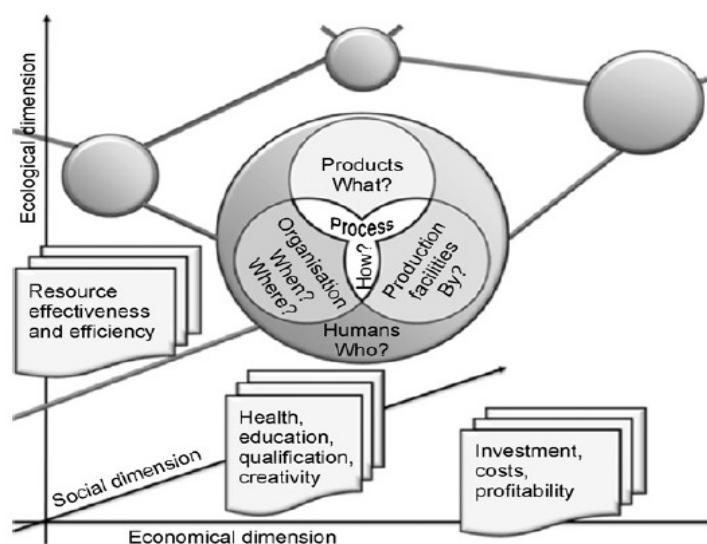 Ecological dimension
Products
What?
Process
How?
Organisation
When?
Where?
Production
facilities
By?
Humans
Who?
Resource
effectiveness
and efficiency
Health,
education,
qualification,
creativity
Investment,
costs,
profitability
Social dimension
Economical dimension